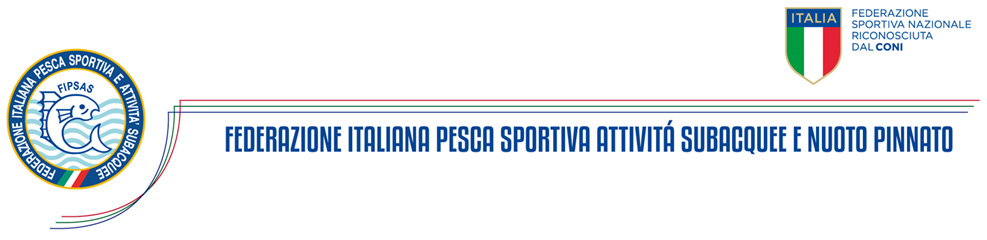 ITALIA
FEDERAZIONE
SPORTIVA NAZIONALE
RICONOSCIUTA
DAL CONI
FEDERAZIONE ITALIANA PESCA SPORTIVA E ATTIVITA' SUBACQUEE
FIPSAS
FEDERAZIONE ITALIANA PESCA SPORTIVA ATTIVITÁ SUBACQUEE E NUOTO PINNATO